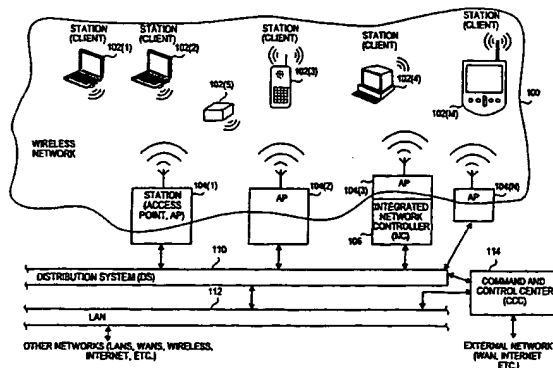 STATION
(CLIENT)
102(1)
STATION
(CLIENT)
102(2)
STATION
(CLIENT)
102(3)
STATION
(CLIENT)
102(4)
STATION
(CLIENT)
102(M)
102(5)
100
WIRELESS
NETWORK
STATION
(ACCESS
POINT, AP)
104(1)
AP
104(2)
104(3)
AP
INTEGRATED
NETWORK
CONTROLLER
(INC)
106
AP
104(N)
110
DISTRIBUTION SYSTEM (DS)
112
LAN
114
COMMAND AND
CONTROL CENTER
(CCC)
OTHER NETWORKS (LANS, WANS, WIRELESS,
INTERNET, ETC.)
EXTERNAL NETWORK
(WAN, INTERNET
ETC.)